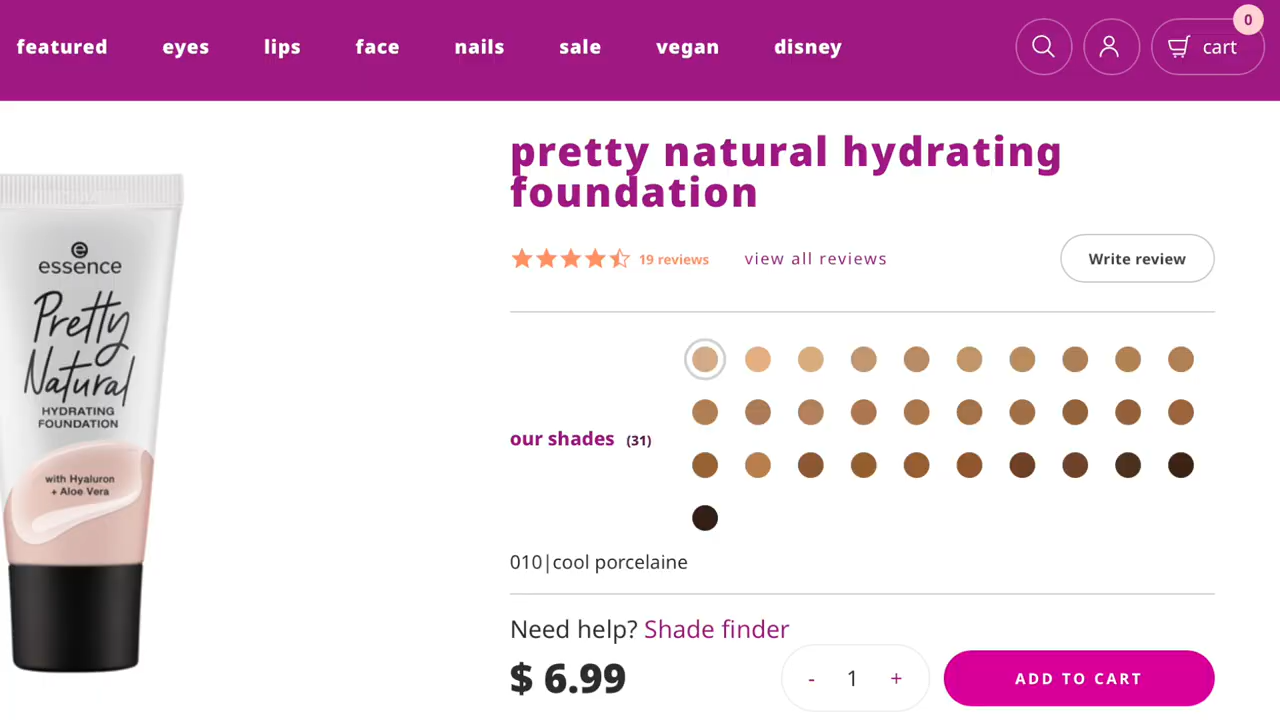 featured eyes lips face nails sale vegan disney cart 0
pretty natural hydrating
foundation
19 reviews view all reviews Write review
essence
Pretty
Natural
HYDRATING
FOUNDATION
with Hyaluron
+ Aloe Vera
our shades (31)
010|cool porcelaine
Need help? Shade finder
$ 6.99 - 1 + ADD TO CART